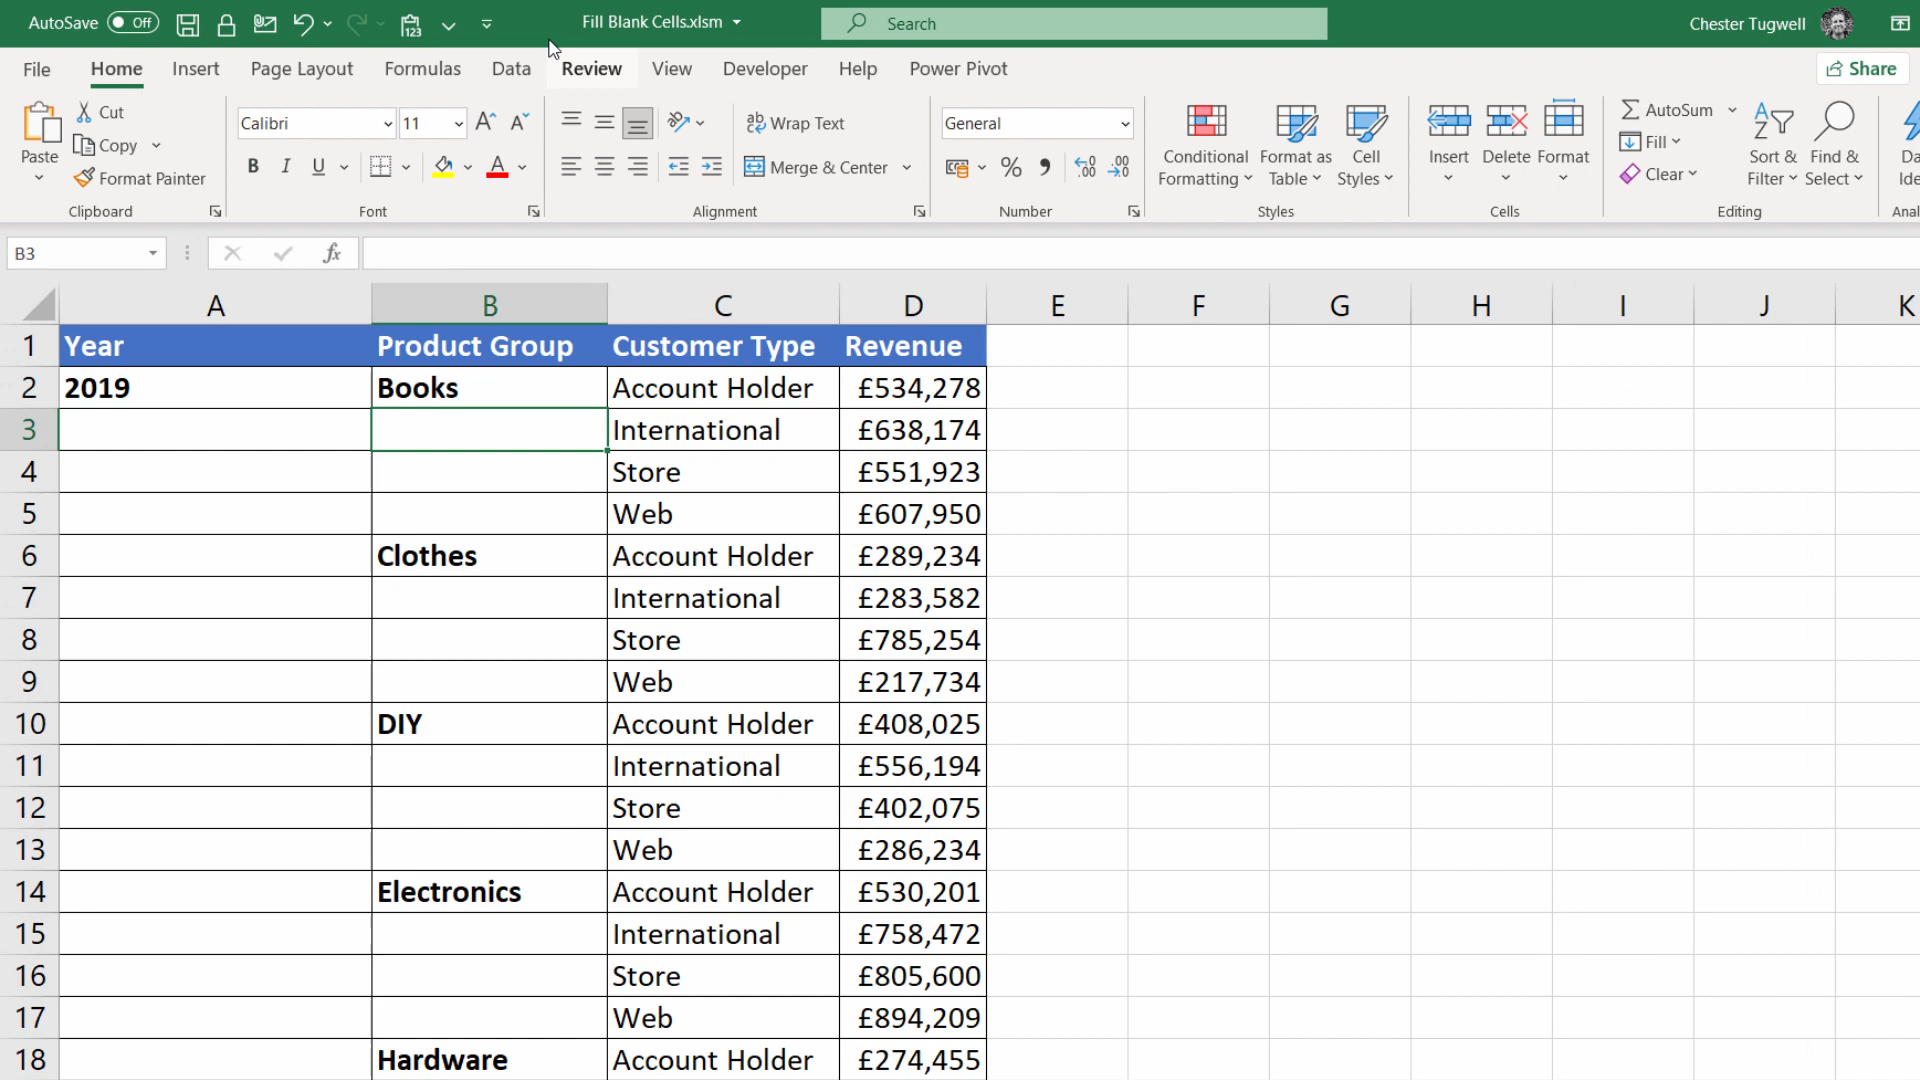 AutoSave Off Fill Blank Cells.xlsm Search Chester Tugwell
File Home Insert Page Layout Formulas Data Review View Developer Help Power Pivot Share
Paste Cut Copy Format Painter
Calibri 11
B I U
Wrap Text
Merge & Center
General
Conditional Formatting Format as Table Cell Styles
Insert Delete Format
AutoSum Fill Clear
Sort & Filter Find & Select
Clipboard Font Alignment Number Styles Cells Editing
B3 fx
A B C D E F G H I J K
1 Year Product Group Customer Type Revenue
2 2019 Books Account Holder £534,278
3 International £638,174
4 Store £551,923
5 Web £607,950
6 Clothes Account Holder £289,234
7 International £283,582
8 Store £785,254
9 Web £217,734
10 DIY Account Holder £408,025
11 International £556,194
12 Store £402,075
13 Web £286,234
14 Electronics Account Holder £530,201
15 International £758,472
16 Store £805,600
17 Web £894,209
18 Hardware Account Holder £274,455